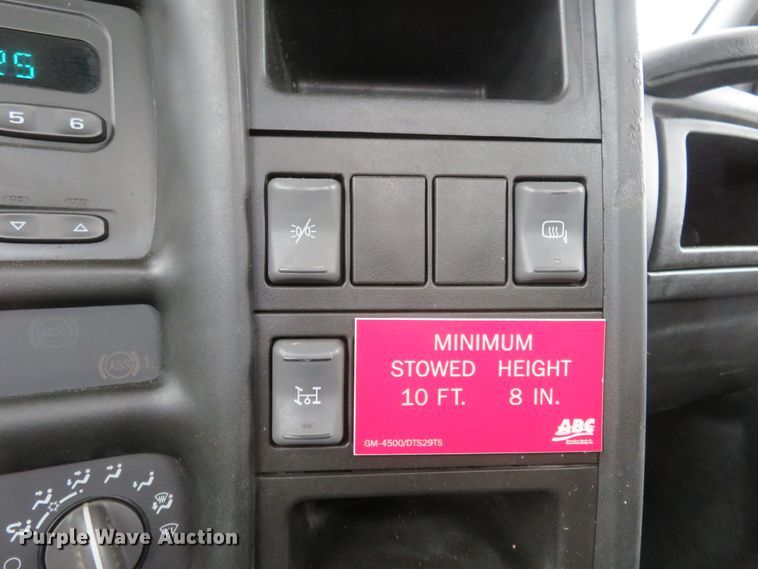 25
5 6
ABS
MINIMUM
STOWED HEIGHT
10 FT. 8 IN.
GM-4500/DTS29TS
ABC
Purple Wave Auction